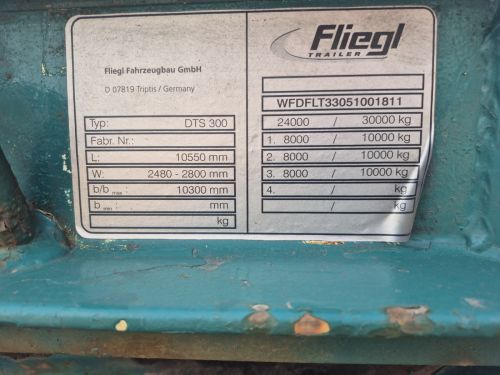 Fliegl Fahrzeugbau GmbH
D 07819 Triptis / Germany
Typ: DTS 300
Fabr. Nr.:
L: 10550 mm
W: 2480 - 2800 mm
b/b max : 10300 mm
b min : mm
kg
Fliegl
TRAILER
WFDFLT33051001811
24000 / 30000 kg
1. 8000 / 10000 kg
2. 8000 / 10000 kg
3. 8000 / 10000 kg
4. / kg
/ kg